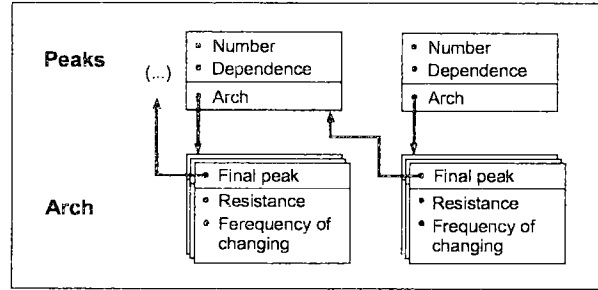 Peaks
(...)
Number
Dependence
Arch
Number
Dependence
Arch
Arch
Final peak
Resistance
Ferequency of
changing
Final peak
Resistance
Frequency of
changing